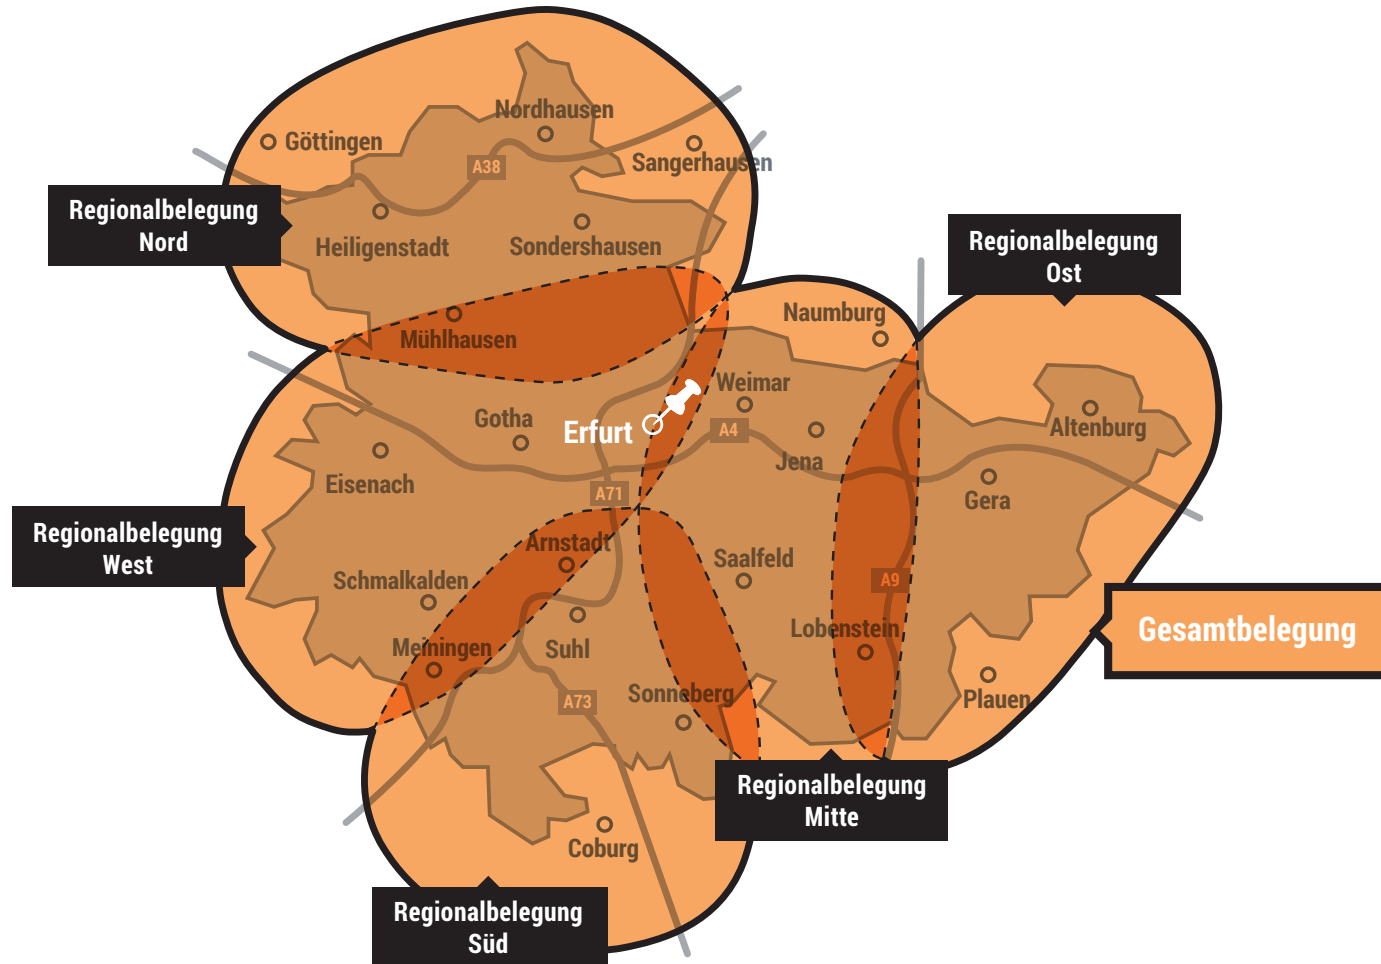 Nordhausen
Göttingen
Sangerhausen
A38
Regionalbelegung
Nord
Heiligenstadt
Sondershausen
Regionalbelegung
Ost
Mühlhausen
Naumburg
Weimar
Gotha
Erfurt
A4
Altenburg
Jena
Eisenach
A71
Gera
Regionalbelegung
West
Arnstadt
Saalfeld
Schmalkalden
A9
Lobenstein
Gesamtbelegung
Meiningen
Suhl
Sonneberg
A73
Plauen
Regionalbelegung
Mitte
Coburg
Regionalbelegung
Süd